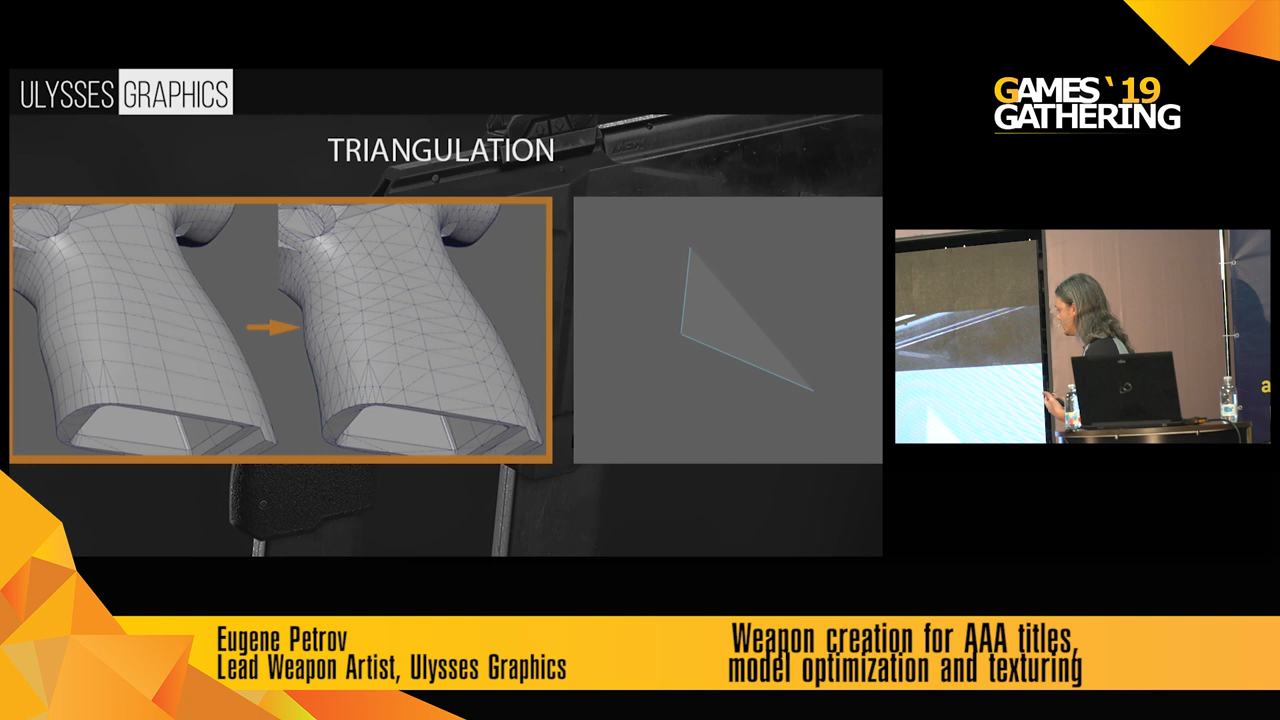 ULYSSES GRAPHICS
GAMES '19
GATHERING
TRIANGULATION
Eugene Petrov
Lead Weapon Artist, Ulysses Graphics
Weapon creation for AAA titles,
model optimization and texturing